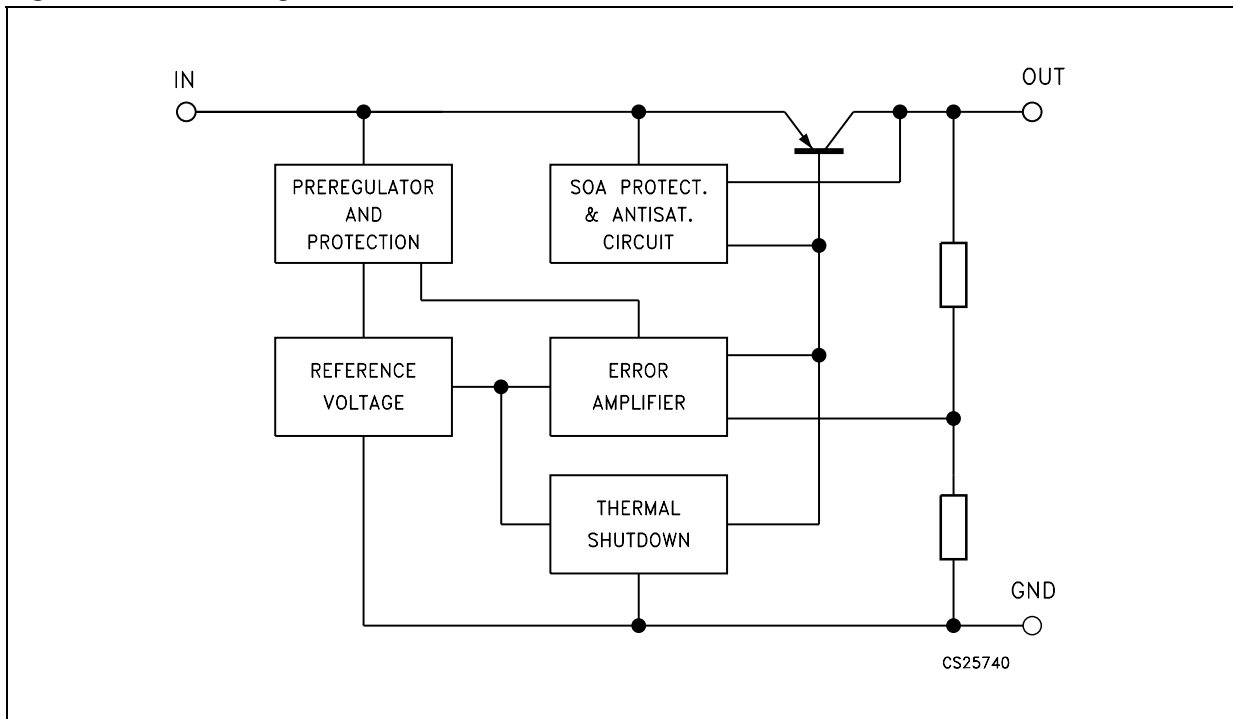 IN
OUT
PREREGULATOR
AND
PROTECTION
SOA PROTECT.
& ANTISAT.
CIRCUIT
REFERENCE
VOLTAGE
ERROR
AMPLIFIER
THERMAL
SHUTDOWN
GND
CS25740